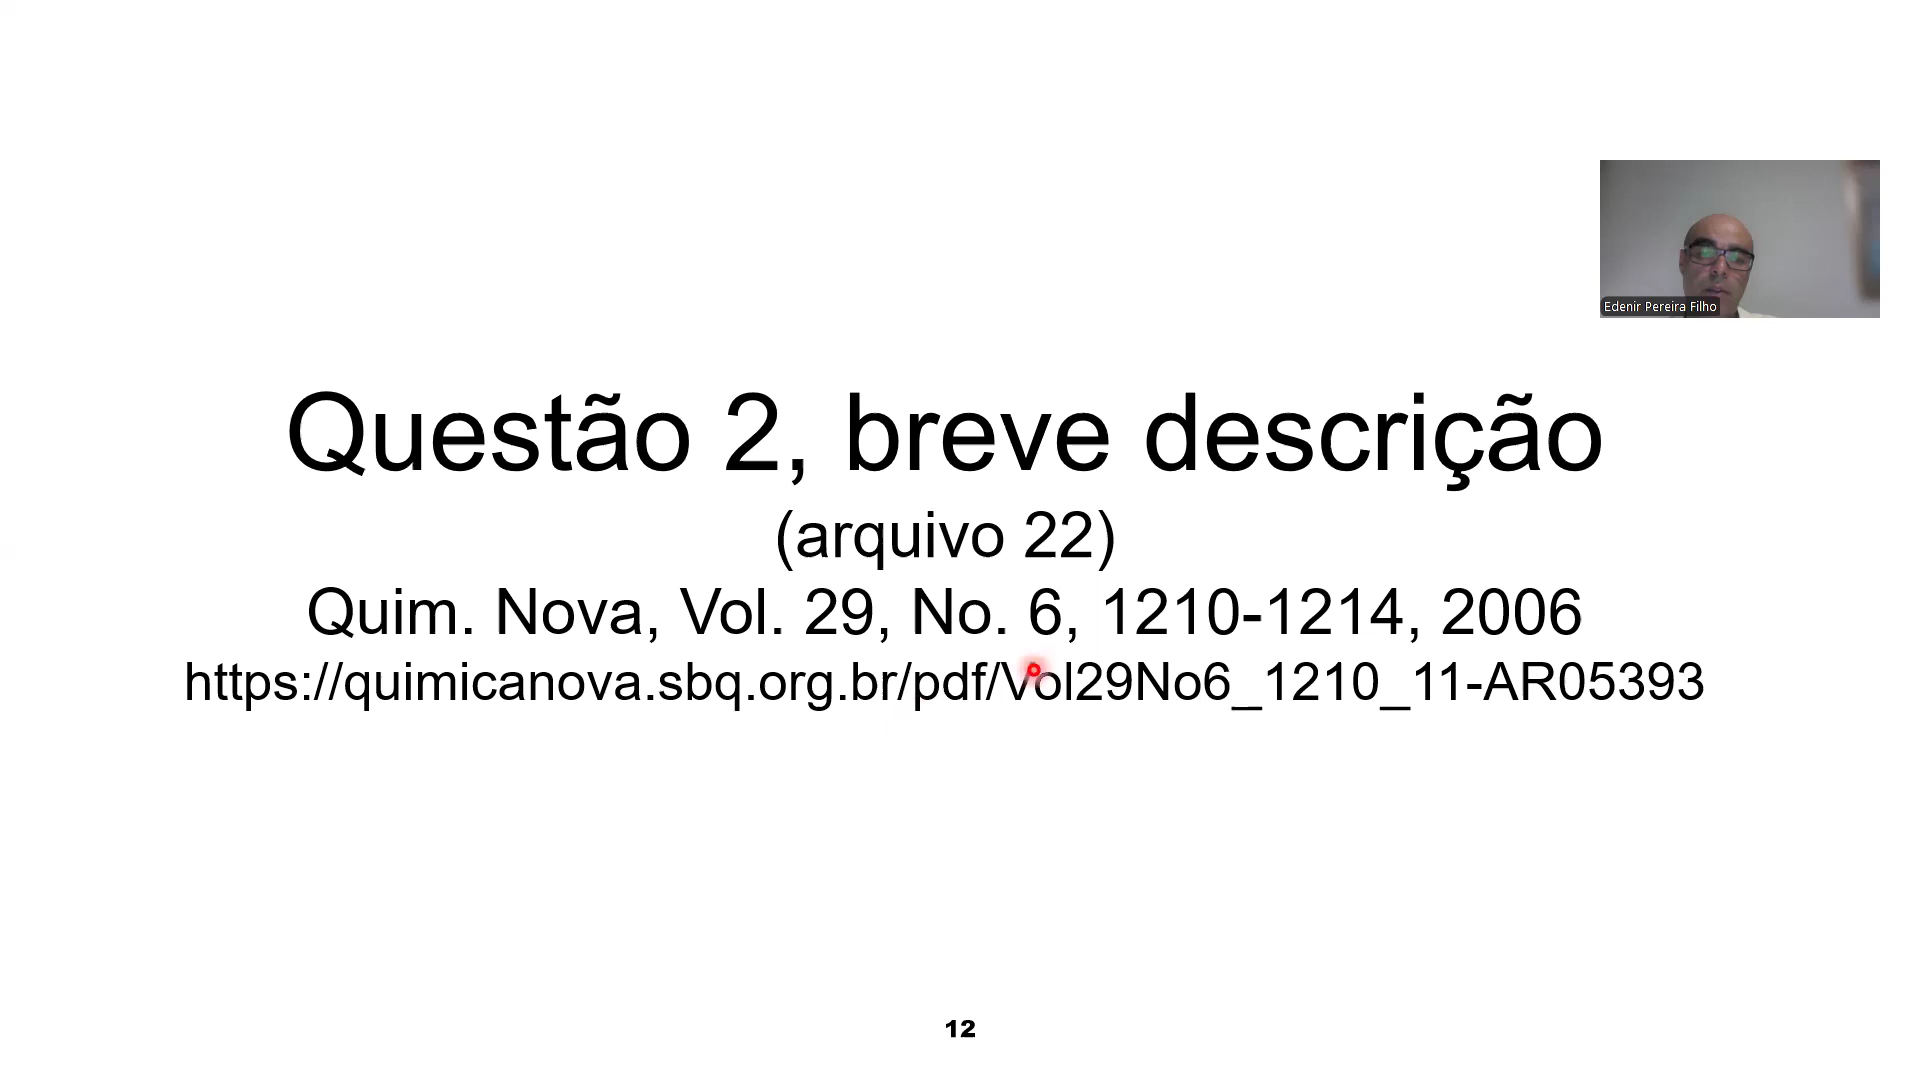 Edenir Pereira Filho
Questão 2, breve descrição
(arquivo 22)
Quim. Nova, Vol. 29, No. 6, 1210-1214, 2006
https://quimicanova.sbq.org.br/pdf/Vol29No6_1210_11-AR05393
12